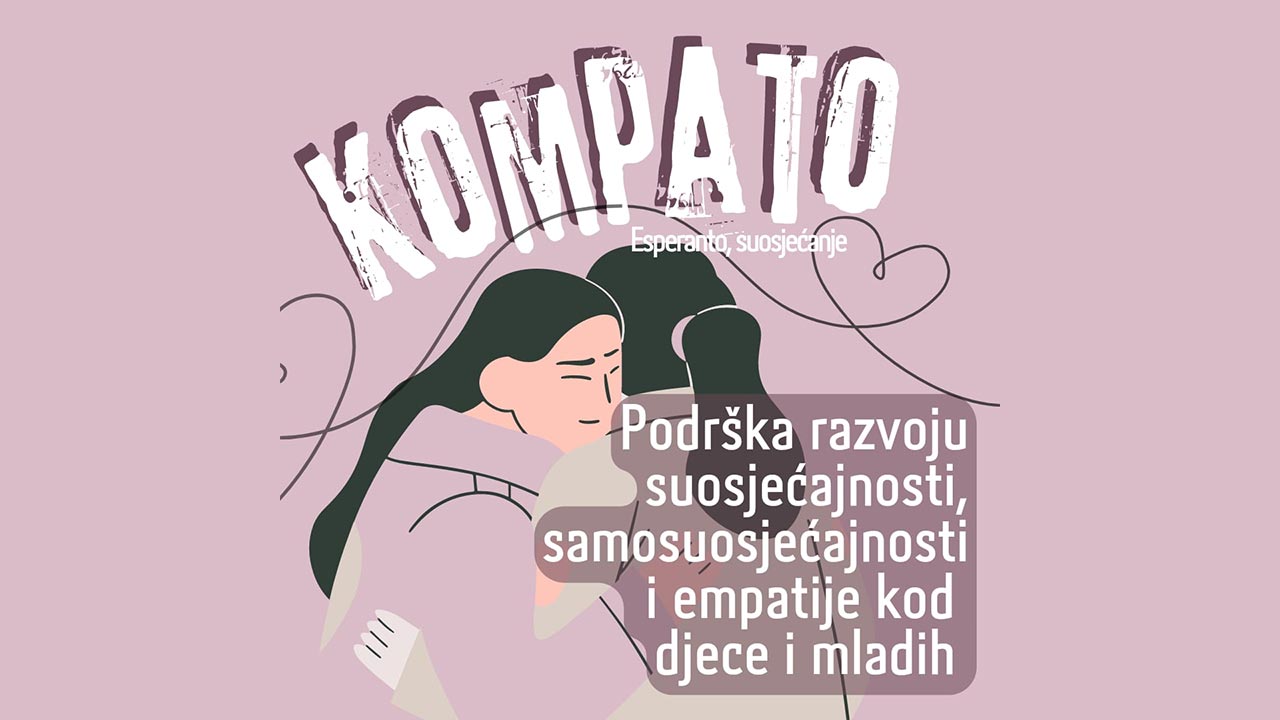 KOMPATO
Esperanto, suosjećanje
Podrška razvoju
suosjećajnosti,
samosuosjećajnosti
i empatije kod
djece i mladih